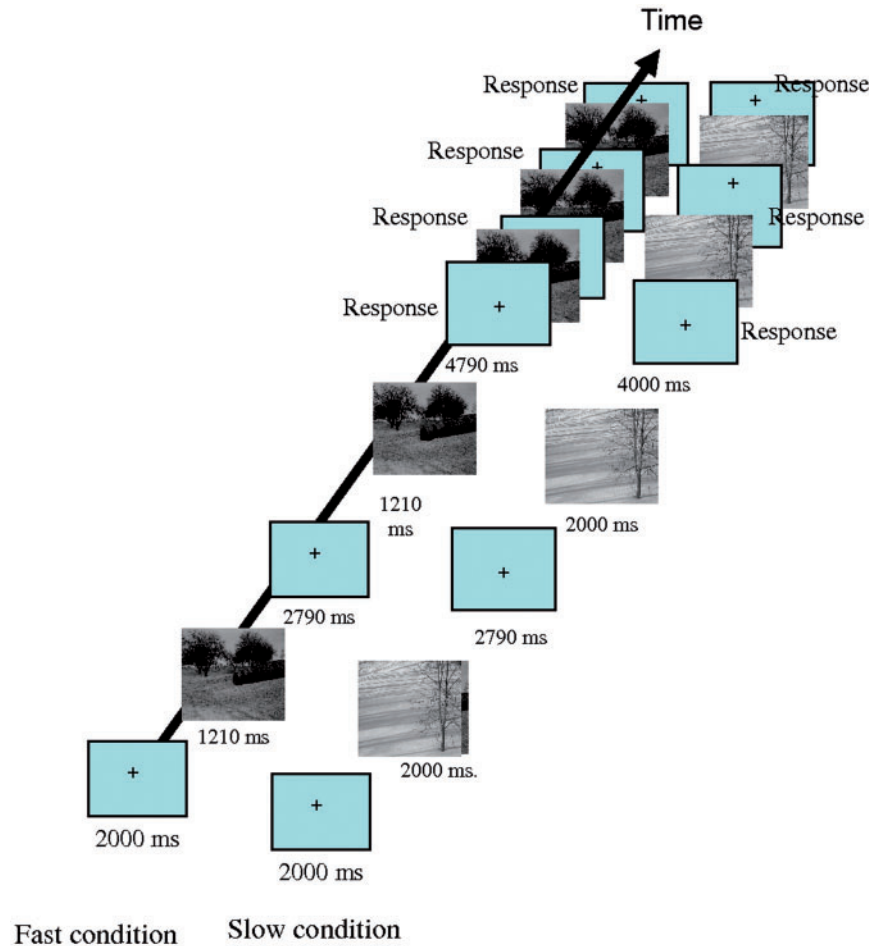 Time
Response
Response
Response
Response
Response
Response
Response
4790 ms
4000 ms
1210
ms
2000 ms
2790 ms
2790 ms
1210 ms
2000 ms.
2000 ms
2000 ms
Fast condition
Slow condition